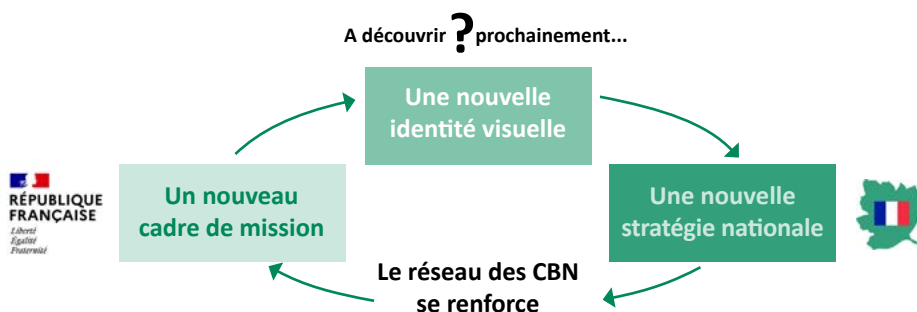 A découvrir ? prochainement...
Une nouvelle
identité visuelle
RÉPUBLIQUE
FRANÇAISE
Liberté
Égalité
Fraternité
Un nouveau
cadre de mission
Une nouvelle
stratégie nationale
Le réseau des CBN
se renforce